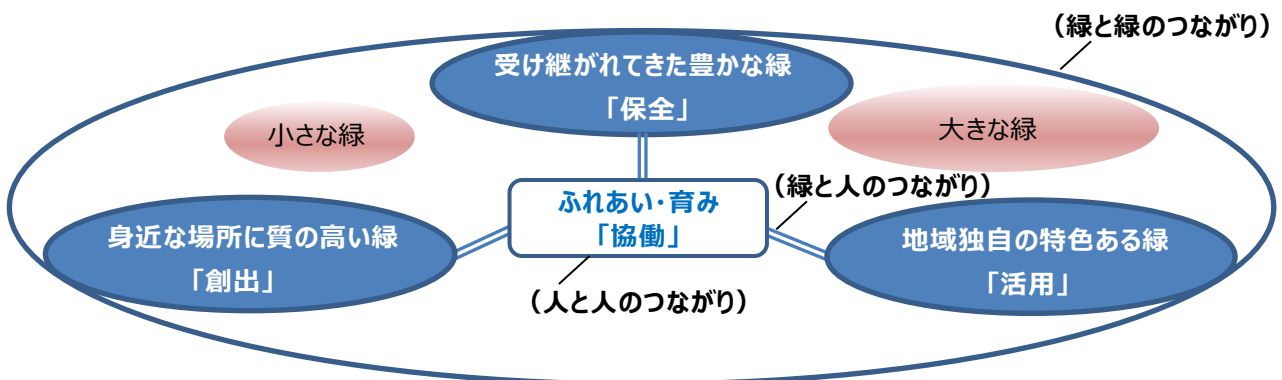 （緑と緑のつながり）
受け継がれてきた豊かな緑
「保全」
小さな緑
大きな緑
（緑と人のつながり）
ふれあい・育み
「協働」
身近な場所に質の高い緑
「創出」
地域独自の特色ある緑
「活用」
（人と人のつながり）